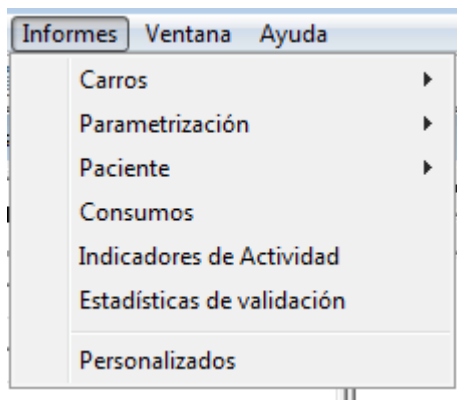 Informes Ventana Ayuda
Carros
Parametrización
Paciente
Consumos
Indicadores de Actividad
Estadísticas de validación
Personalizados